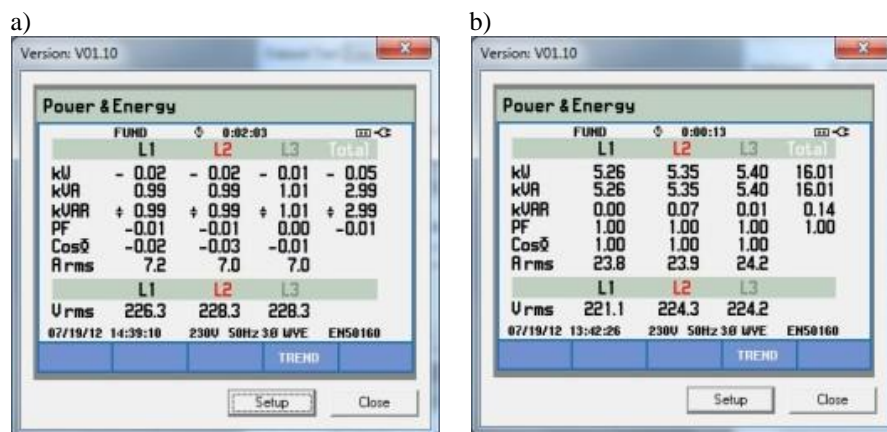 a)
Version: V01.10
Power & Energy
FUND 0:02:03
L1 L2 L3 Total
kW - 0.02 - 0.02 - 0.01 - 0.05
kVA 0.99 0.99 1.01 2.99
kVAR 0.99 0.99 1.01 2.99
PF -0.01 -0.01 0.00 -0.01
CosΦ -0.02 -0.03 -0.01
A rms 7.2 7.0 7.0
L1 L2 L3
V rms 226.3 228.3 228.3
07/19/12 14:39:10 230V 50Hz 3Ø WYE EN50160
TREND
Setup Close
b)
Version: V01.10
Power & Energy
FUND 0:00:13
L1 L2 L3 Total
kW 5.26 5.35 5.40 16.01
kVA 5.26 5.35 5.40 16.01
kVAR 0.00 0.07 0.01 0.14
PF 1.00 1.00 1.00 1.00
CosΦ 1.00 1.00 1.00
A rms 23.8 23.9 24.2
L1 L2 L3
V rms 221.1 224.3 224.2
07/19/12 13:42:26 230V 50Hz 3Ø WYE EN50160
TREND
Setup Close